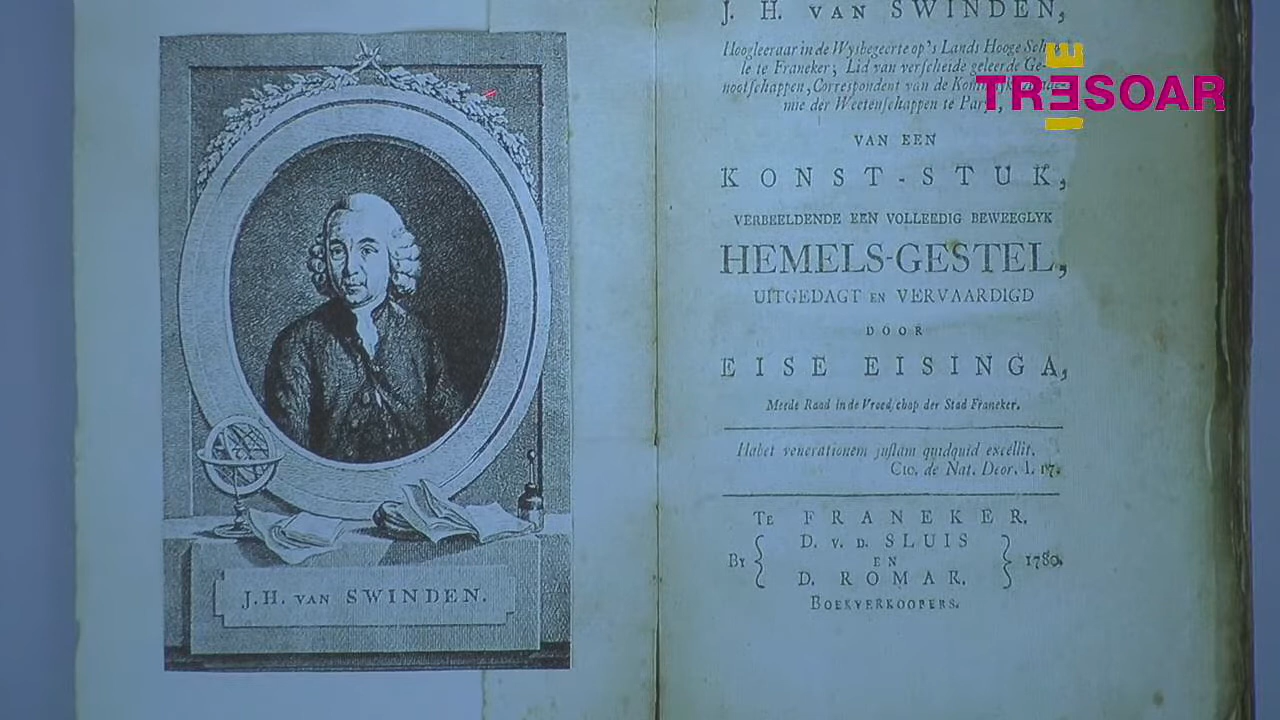 J. H. VAN SWINDEN.
J. H. VAN SWINDEN,
Hoogleeraar in de Wysbegeerte op's Lands Hooge Scho
le te Franeker; Lid van verscheide geleerde Ge-
nootschappen, Correspondent van de Koninklyke
mie der Weetenschappen te Parys,
VAN EEN
KONST-STUK,
VERBEELDENDE EEN VOLLEEDIG BEWEEGLYK
HEMELS-GESTEL,
UITGEDAGT EN VERVAARDIGD
DOOR
EISE EISINGA,
Meede Raad in de Vroedschap der Stad Franeker.
Habet venerationem justam quidquid excellit.
CIC. de Nat. Deor. I. 17.
TE FRANEKER,
D. v. D. SLUIS
BY EN 1780.
D. ROMAR.
BOEKVERKOOPERS.
TRESOAR